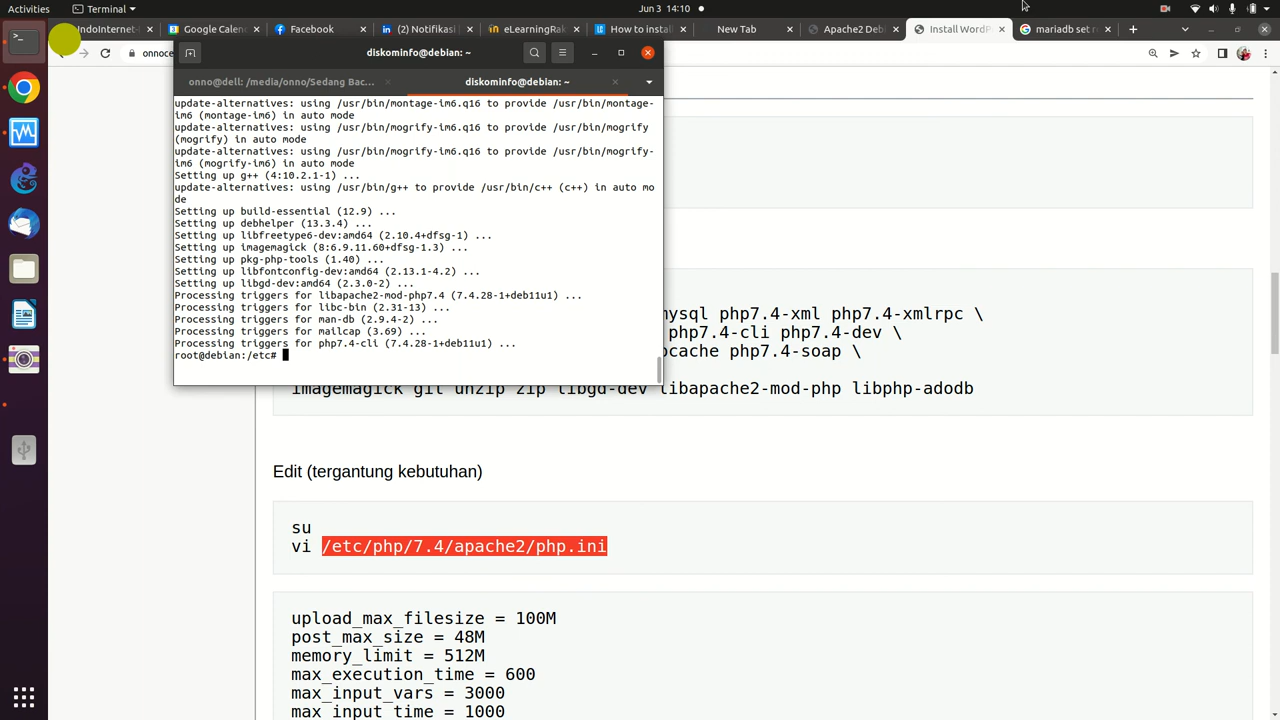 Activities
Terminal
Jun 3 14:10
IndoInternet-
Google Calen
Facebook
(2) Notifikasi
eLearningRak
How to install
New Tab
Apache2 Deb
Install WordP
mariadb set r
onnoce
diskominfo@debian: ~
onno@dell: /media/onno/Sedang Bac...
diskominfo@debian: ~
update-alternatives: using /usr/bin/montage-im6.q16 to provide /usr/bin/montage-
im6 (montage-im6) in auto mode
update-alternatives: using /usr/bin/mogrify-im6.q16 to provide /usr/bin/mogrify
(mogrify) in auto mode
update-alternatives: using /usr/bin/mogrify-im6.q16 to provide /usr/bin/mogrify-
im6 (mogrify-im6) in auto mode
Setting up g++ (4:10.2.1-1) ...
update-alternatives: using /usr/bin/g++ to provide /usr/bin/c++ (c++) in auto mo
de
Setting up build-essential (12.9) ...
Setting up debhelper (13.3.4) ...
Setting up libfreetype6-dev:amd64 (2.10.4+dfsg-1) ...
Setting up imagemagick (8:6.9.11.60+dfsg-1.3) ...
Setting up pkg-php-tools (1.40) ...
Setting up libfontconfig-dev:amd64 (2.13.1-4.2) ...
Setting up libgd-dev:amd64 (2.3.0-2) ...
Processing triggers for libapache2-mod-php7.4 (7.4.28-1+deb11u1) ...
Processing triggers for libc-bin (2.31-13) ...
Processing triggers for man-db (2.9.4-2) ...
Processing triggers for mailcap (3.69) ...
Processing triggers for php7.4-cli (7.4.28-1+deb11u1) ...
root@debian:/etc#
mysql php7.4-xml php7.4-xmlrpc \
php7.4-cli php7.4-dev \
pcache php7.4-soap \
imagemagick git unzip zip libgd-dev libapache2-mod-php libphp-adodb
Edit (tergantung kebutuhan)
su
vi /etc/php/7.4/apache2/php.ini
upload_max_filesize = 100M
post_max_size = 48M
memory_limit = 512M
max_execution_time = 600
max_input_vars = 3000
max_input_time = 1000